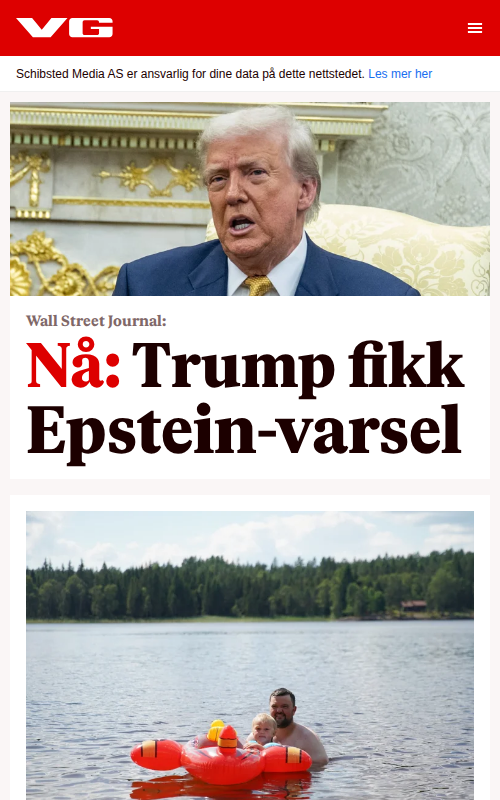 VG
Schibsted Media AS er ansvarlig for dine data på dette nettstedet. Les mer her
Wall Street Journal:
Nå: Trump fikk
Epstein-varsel